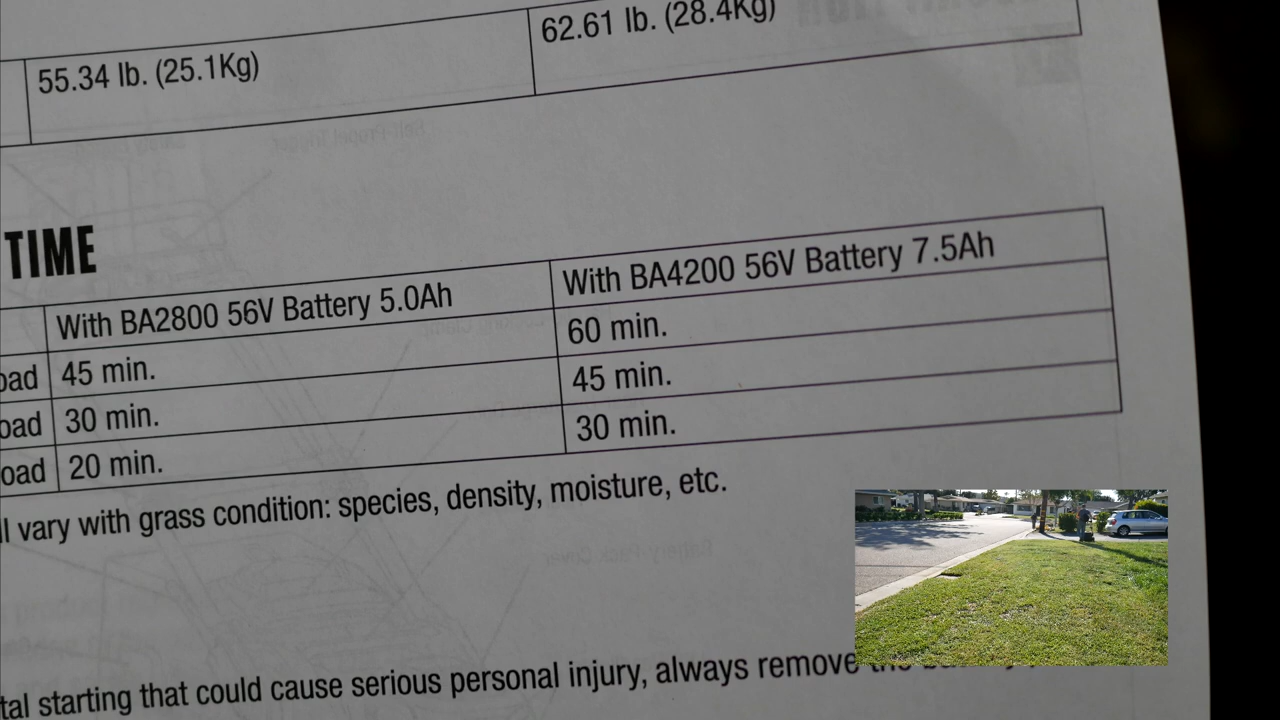 55.34 lb. (25.1Kg) 62.61 lb. (28.4Kg)
TIME
With BA2800 56V Battery 5.0Ah With BA4200 56V Battery 7.5Ah
oad 45 min. 60 min.
oad 30 min. 45 min.
oad 20 min. 30 min.
ll vary with grass condition: species, density, moisture, etc.
tal starting that could cause serious personal injury, always remove the